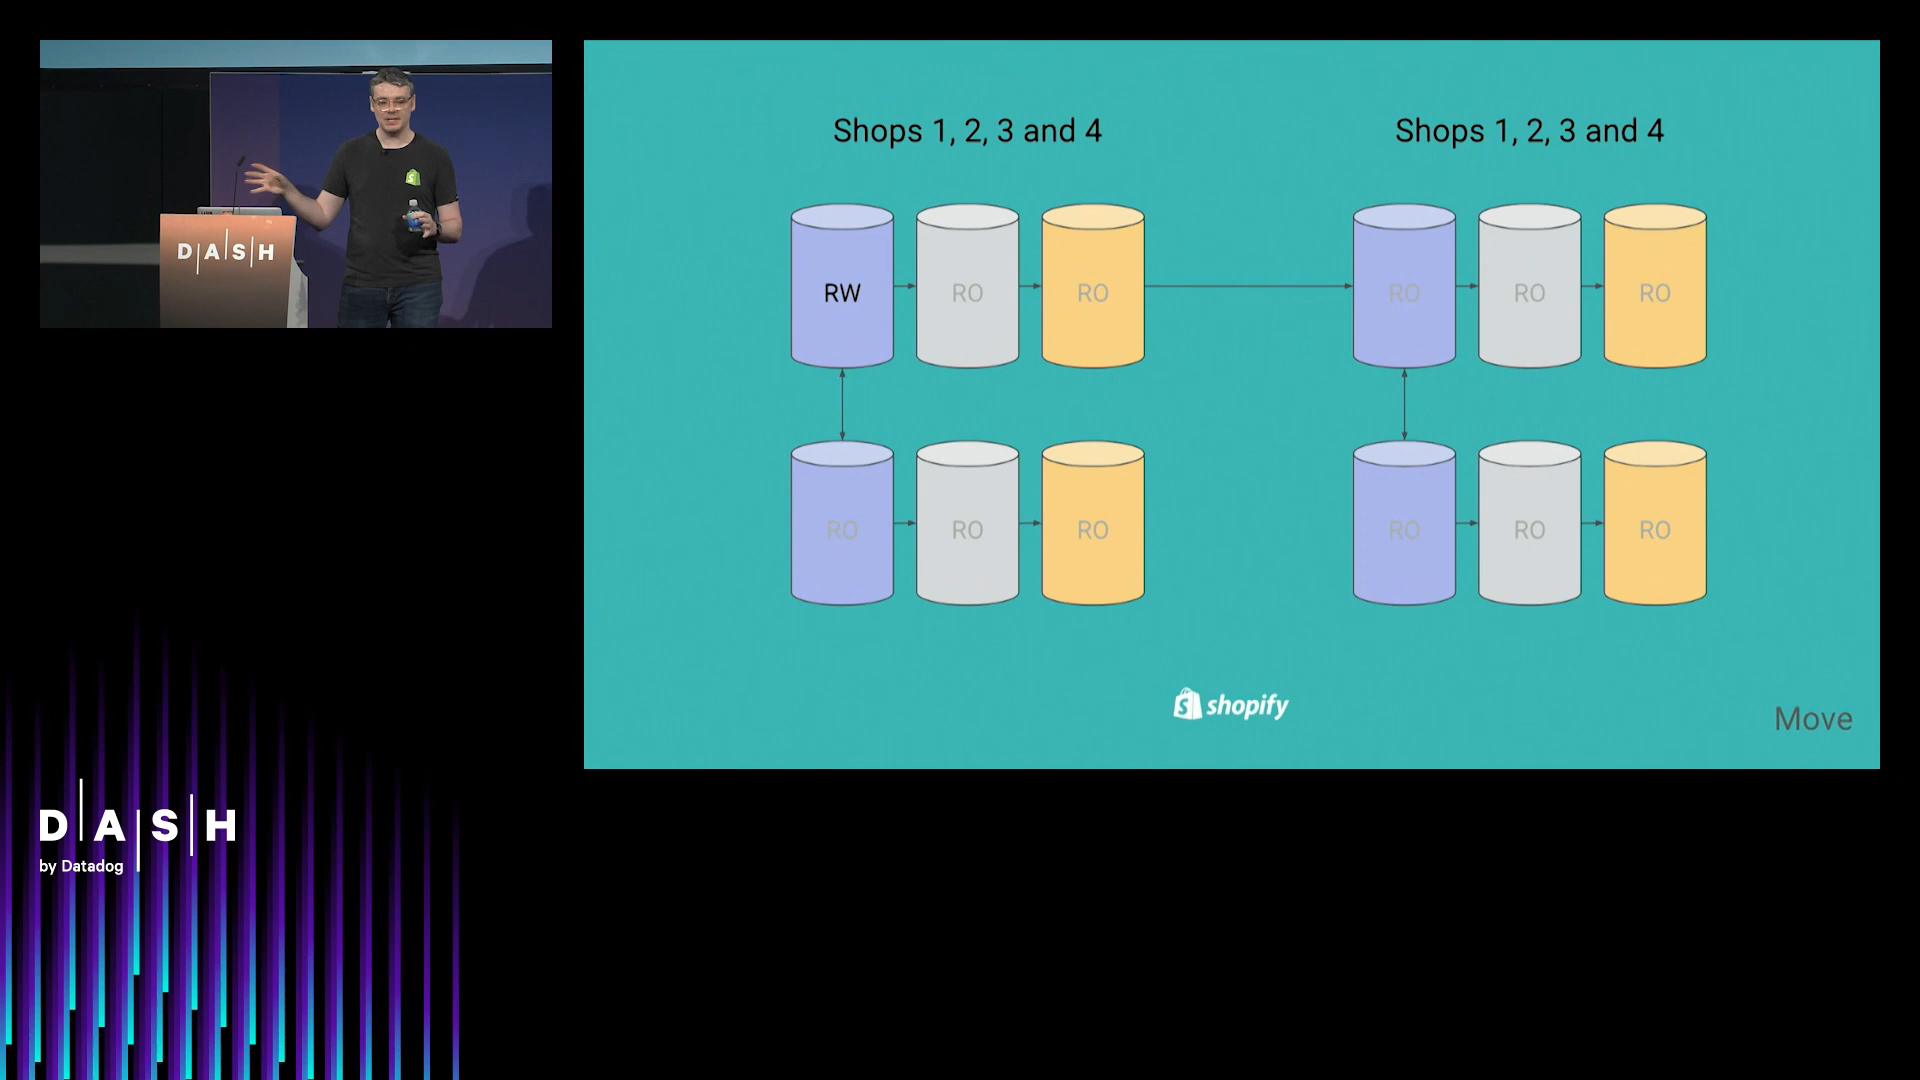 D|A|S|H
Shops 1, 2, 3 and 4
Shops 1, 2, 3 and 4
RW RO RO RO RO RO
RO RO RO RO RO RO
shopify
Move
D|A|S|H
by Datadog